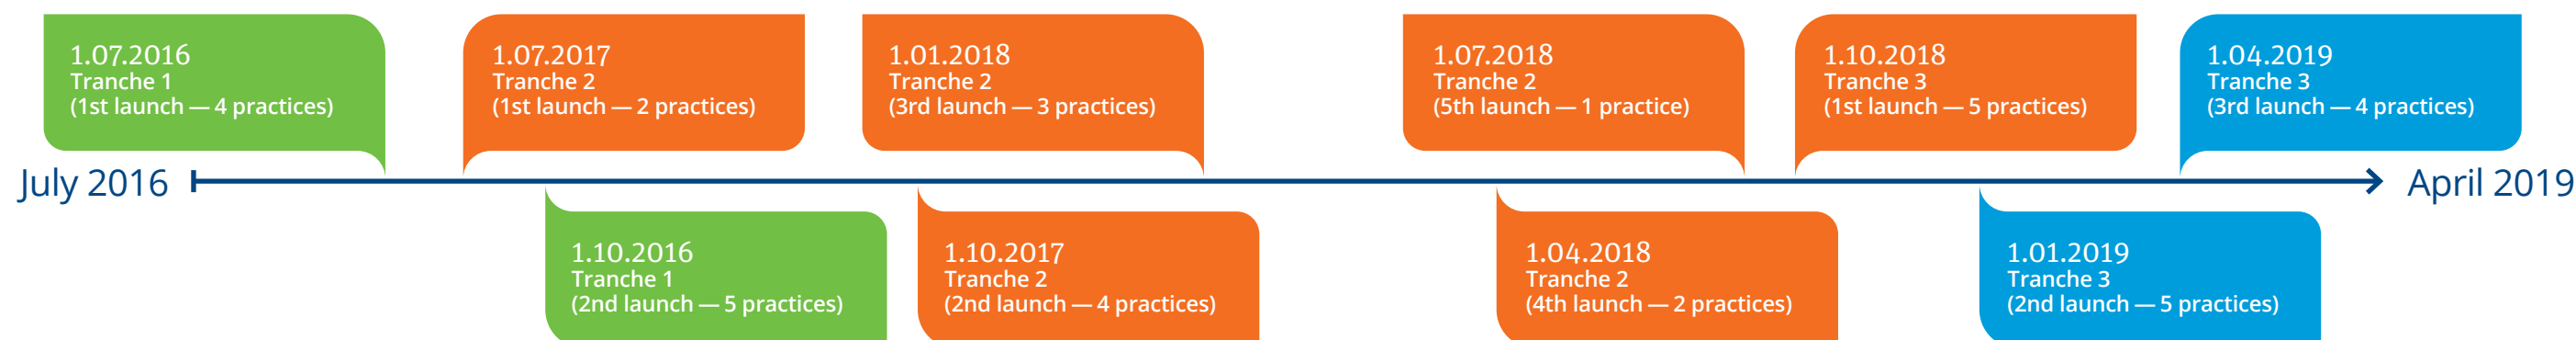 1.07.2016
Tranche 1
(1st launch — 4 practices)
1.07.2017
Tranche 2
(1st launch — 2 practices)
1.01.2018
Tranche 2
(3rd launch — 3 practices)
1.07.2018
Tranche 2
(5th launch — 1 practice)
1.10.2018
Tranche 3
(1st launch — 5 practices)
1.04.2019
Tranche 3
(3rd launch — 4 practices)
July 2016
April 2019
1.10.2016
Tranche 1
(2nd launch — 5 practices)
1.10.2017
Tranche 2
(2nd launch — 4 practices)
1.04.2018
Tranche 2
(4th launch — 2 practices)
1.01.2019
Tranche 3
(2nd launch — 5 practices)